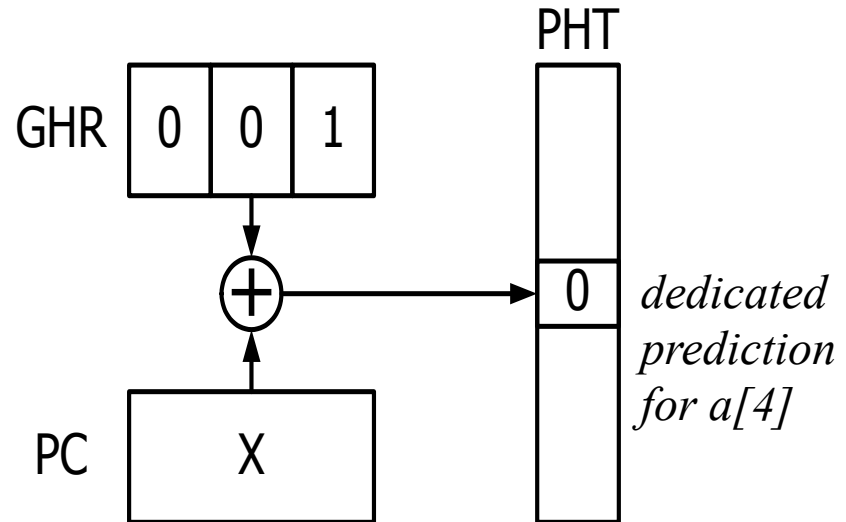 PHT
GHR 0 0 1
0
dedicated
prediction
for a[4]
PC X